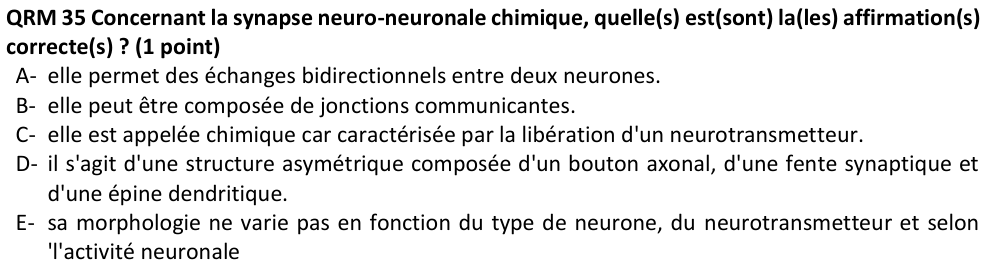 QRM 35 Concernant la synapse neuro-neuronale chimique, quelle(s) est(sont) la(les) affirmation(s)
correcte(s) ? (1 point)
A- elle permet des échanges bidirectionnels entre deux neurones.
B- elle peut être composée de jonctions communicantes.
C- elle est appelée chimique car caractérisée par la libération d'un neurotransmetteur.
D- il s'agit d'une structure asymétrique composée d'un bouton axonal, d'une fente synaptique et
d'une épine dendritique.
E- sa morphologie ne varie pas en fonction du type de neurone, du neurotransmetteur et selon
'l'activité neuronale